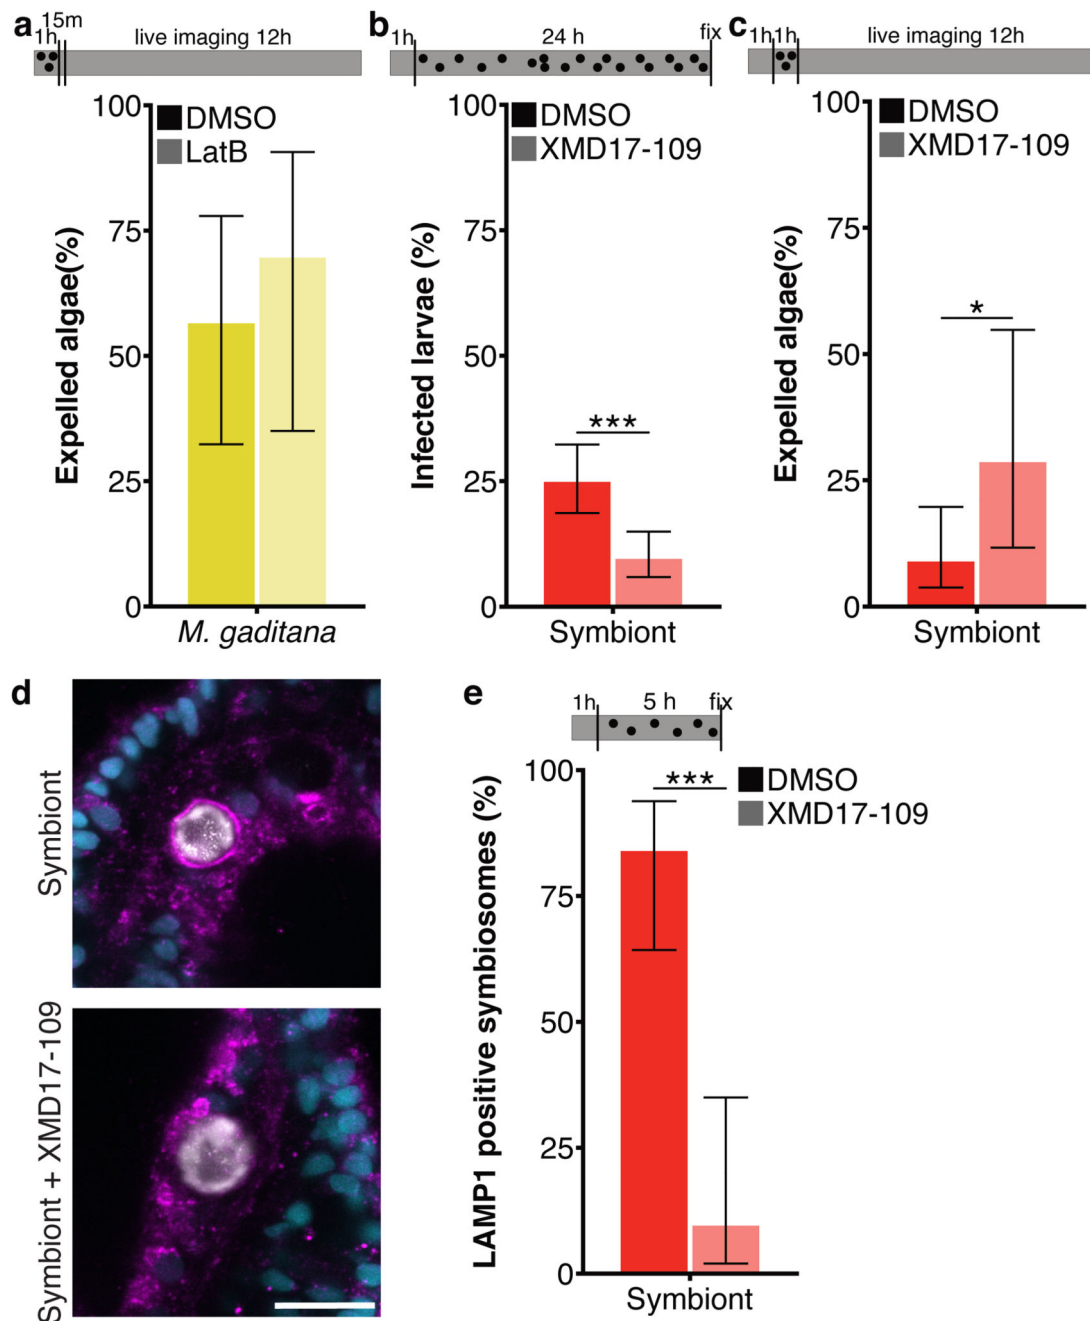 a
1h 15m live imaging 12h
DMSO
LatB
100
75
50
25
0
Expelled algae(%)
M. gaditana
b
1h 24 h fix
DMSO
XMD17-109
100
75
50
25
0
Infected larvae (%)
***
Symbiont
c
1h 1h live imaging 12h
DMSO
XMD17-109
100
75
50
25
0
Expelled algae(%)
*
Symbiont
d
Symbiont
Symbiont + XMD17-109
e
1h 5 h fix
DMSO
XMD17-109
100
75
50
25
0
LAMP1 positive symbiosomes (%)
***
Symbiont